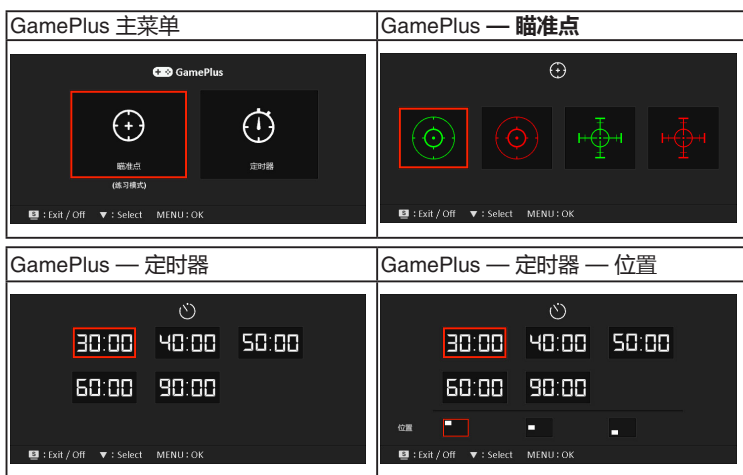 GamePlus 主菜单
GamePlus — 瞄准点
GamePlus
瞄准点
定时器
(练习模式)
S : Exit / Off ▼ : Select MENU : OK
S : Exit / Off ▼ : Select MENU : OK
GamePlus — 定时器
GamePlus — 定时器 — 位置
30:00 40:00 50:00
60:00 90:00
S : Exit / Off ▼ : Select MENU : OK
30:00 40:00 50:00
60:00 90:00
位置
S : Exit / Off ▼ : Select MENU : OK